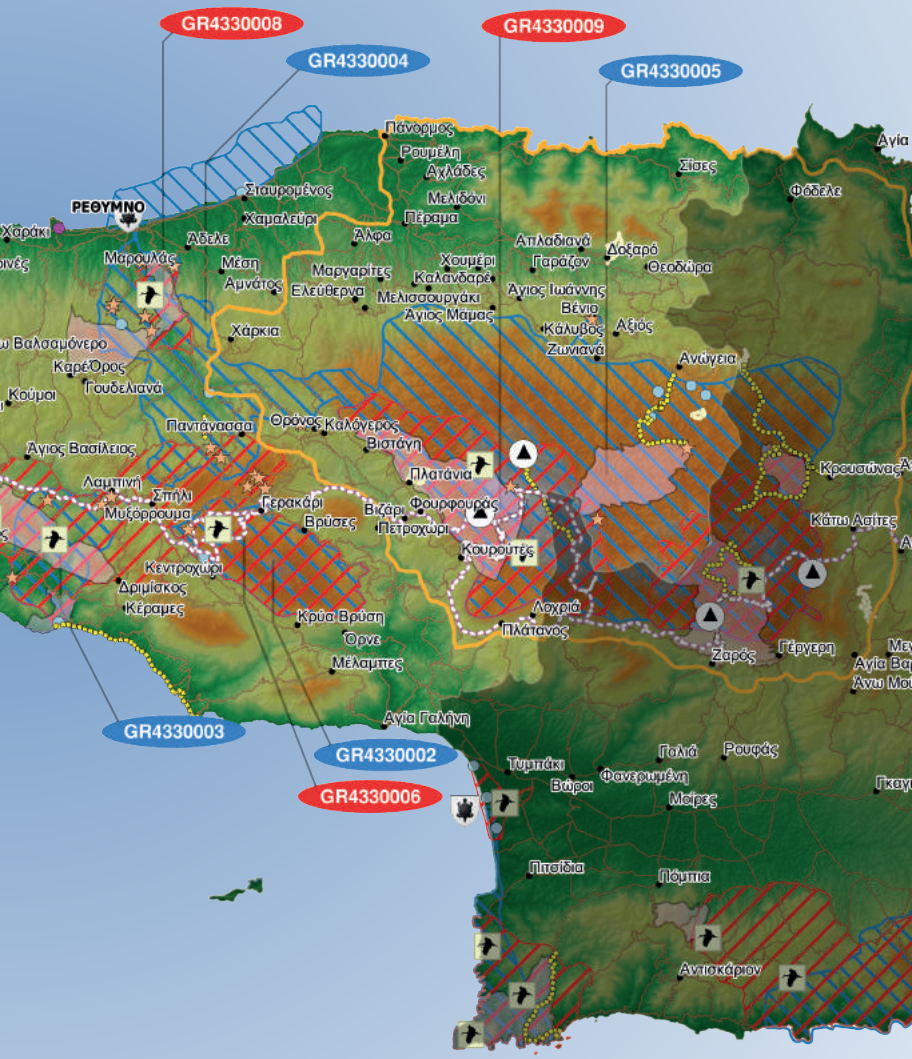 GR4330008
GR4330009
GR4330004
GR4330005
Πάνορμος
Ρουμέλη
Αχλάδες
Αγία
Σίσες
Φόδελε
Μελιδόνι
Σταυρομένος
ΡΕΘΥΜΝΟ
Χαμαλεύρι
Πέραμα
Χαράκι
Άδελε
Άλφα
Απλαδιανά
Δοξαρό
Μαρουλάς
Μέση
Χουμέρι
Γαράζον
Θεοδώρα
Μαργαρίτες
Καλανδαρέ
Αμνάτος
Ελεύθερνα
Μελισσουργάκι
Άγιος Ιωάννης
Άγιος Μάμας
Βένιο
Χάρκια
Κάλυβος
Αξιός
ω Βαλσαμόνερο
Ζωνιανά
Ανώγεια
Καρέ Όρος
Γουδελιανά
Κούμοι
Παντάνασσα
Θρόνος
Καλόγερος
Βιστάγη
Άγιος Βασίλειος
Πλατάνια
Κρουσώνας
Λαμπινή
Σπήλι
Μυξόρρουμα
Γερακάρι
Βιζάρι
Φουρφουράς
Πετροχώρι
Βρύσες
Κάτω Ασίτες
Κουρούτες
Κεντροχώρι
Δριμίσκος
Κέραμες
Κρύα Βρύση
Λοχριά
Πλάτανος
Όρνε
Μέλαμπες
Ζαρός
Γέργερη
Αγία Βαρ
Άνω Μου
Αγία Γαλήνη
GR4330003
GR4330002
GR4330006
Τυμπάκι
Βώροι
Φανερωμένη
Γαλιά
Ρουφάς
Μοίρες
Γκαγι
Πιτσίδια
Πόμπια
Αντισκάριον